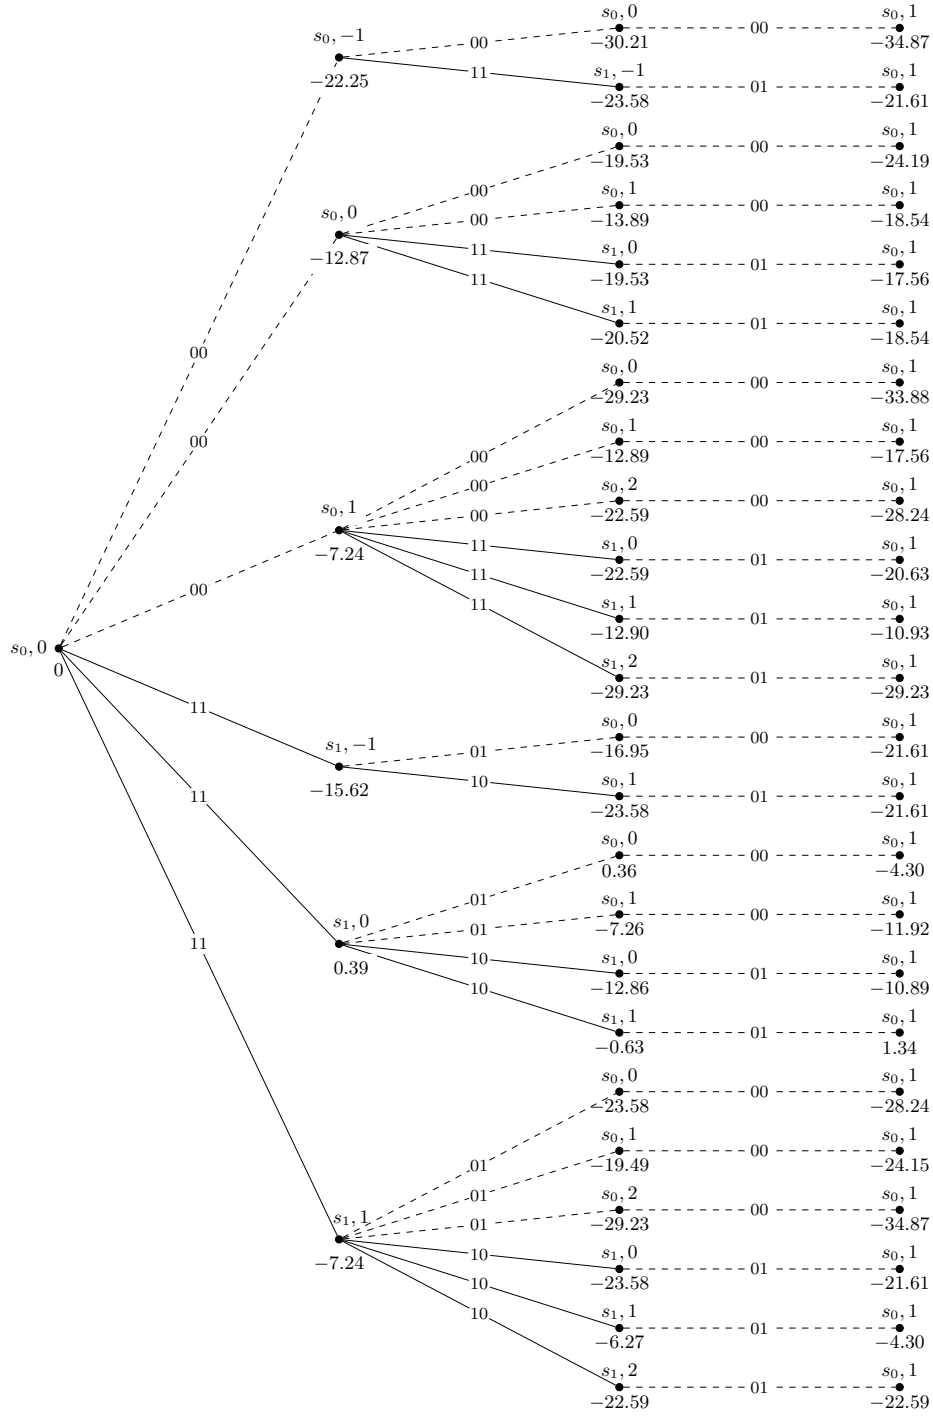 s₀, 0
0
00
00
00
11
11
11
s₀, −1
−22.25
00
11
s₀, 0
−30.21
00
s₀, 1
−34.87
s₁, −1
−23.58
01
s₀, 1
−21.61
s₀, 0
−12.87
00
00
11
11
s₀, 0
−19.53
00
s₀, 1
−24.19
s₀, 1
−13.89
00
s₀, 1
−18.54
s₁, 0
−19.53
01
s₀, 1
−17.56
s₁, 1
−20.52
01
s₀, 1
−18.54
s₀, 1
−7.24
00
00
00
11
11
11
s₀, 0
−29.23
00
s₀, 1
−33.88
s₀, 1
−12.89
00
s₀, 1
−17.56
s₀, 2
−22.59
00
s₀, 1
−28.24
s₁, 0
−22.59
01
s₀, 1
−20.63
s₁, 1
−12.90
01
s₀, 1
−10.93
s₁, 2
−29.23
01
s₀, 1
−29.23
s₁, −1
−15.62
01
10
s₀, 0
−16.95
00
s₀, 1
−21.61
s₀, 1
−23.58
01
s₀, 1
−21.61
s₁, 0
0.39
01
01
10
10
s₀, 0
0.36
00
s₀, 1
−4.30
s₀, 1
−7.26
00
s₀, 1
−11.92
s₁, 0
−12.86
01
s₀, 1
−10.89
s₁, 1
−0.63
01
s₀, 1
1.34
s₁, 1
−7.24
01
01
01
10
10
10
s₀, 0
−23.58
00
s₀, 1
−28.24
s₀, 1
−19.49
00
s₀, 1
−24.15
s₀, 2
−29.23
00
s₀, 1
−34.87
s₁, 0
−23.58
01
s₀, 1
−21.61
s₁, 1
−6.27
01
s₀, 1
−4.30
s₁, 2
−22.59
01
s₀, 1
−22.59